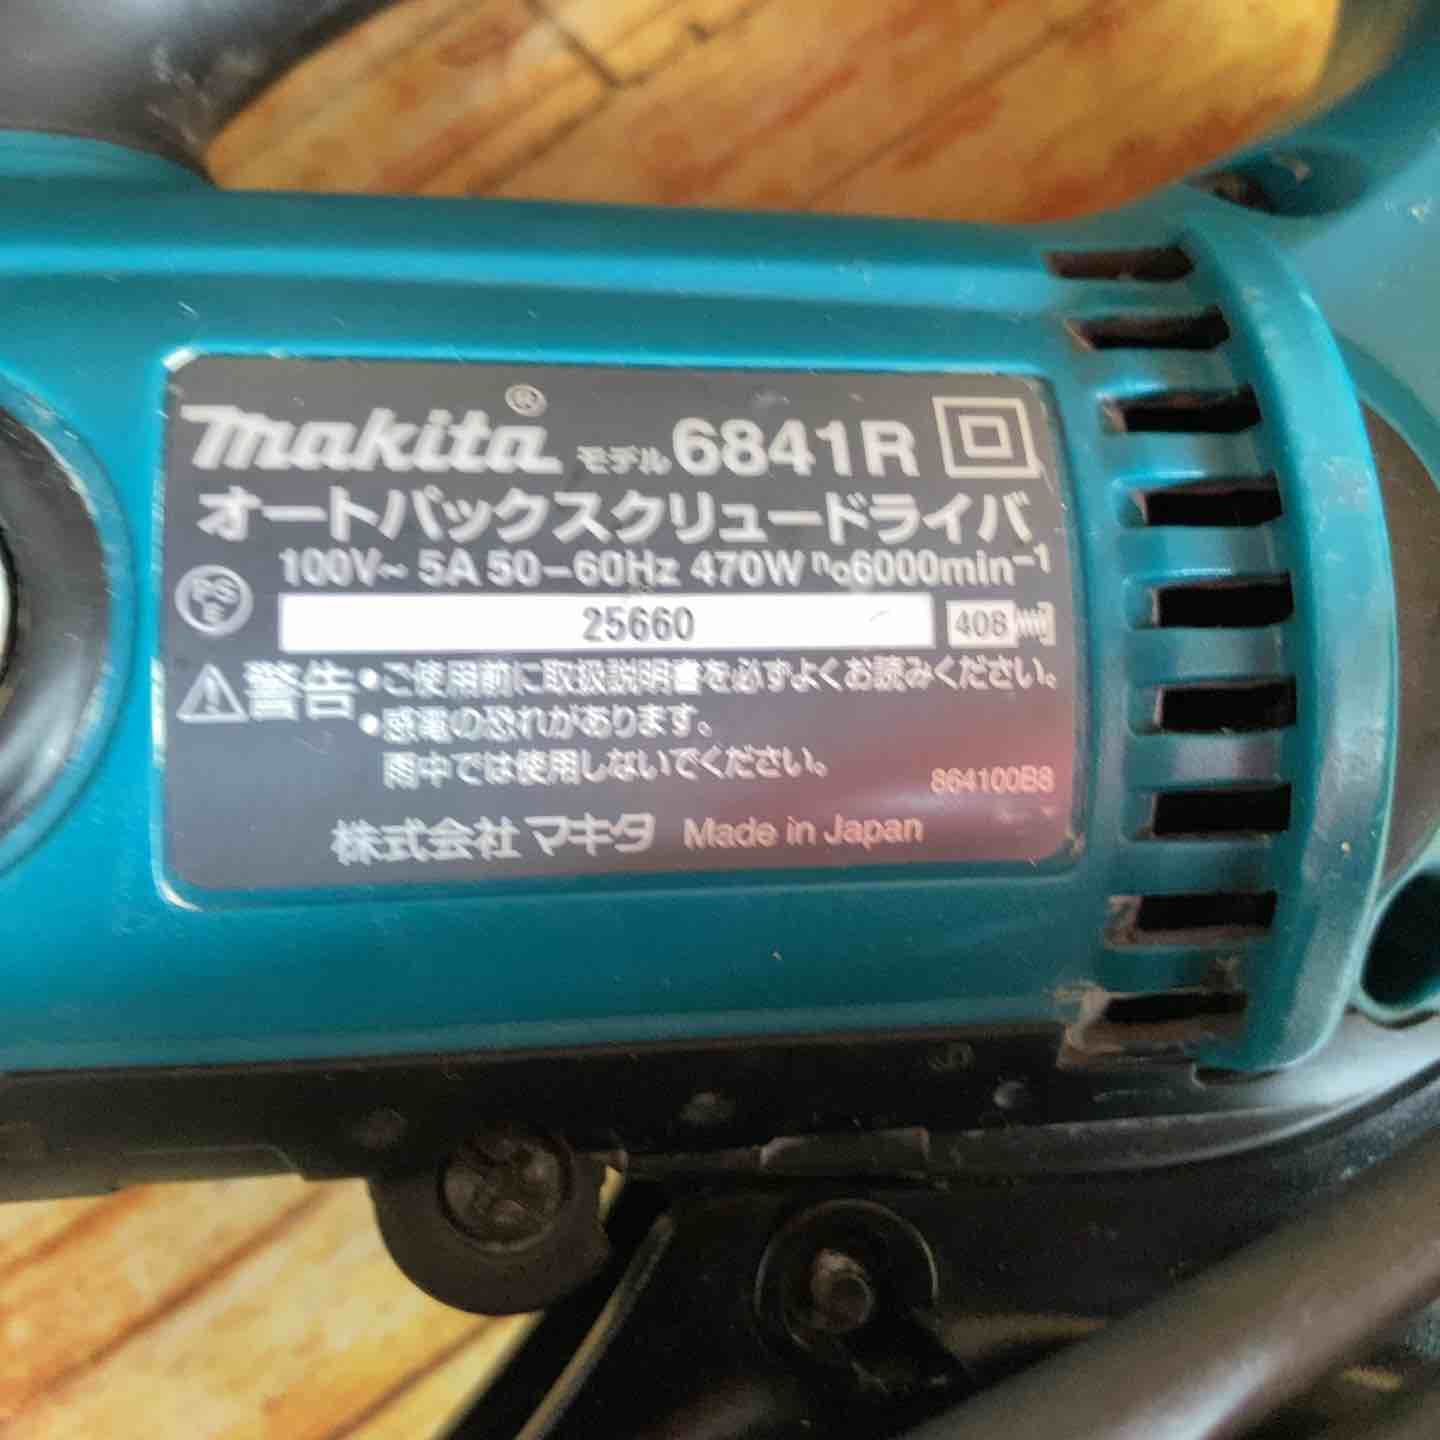 makita® モデル 6841R
オートパックスクリュードライバ
100V~ 5A 50-60Hz 470W n₀6000min⁻¹
PS
E
25660
408
警告 •ご使用前に取扱説明書を必ずよくお読みください。
•感電の恐れがあります。
雨中では使用しないでください。
864100B8
株式会社 マキタ Made in Japan